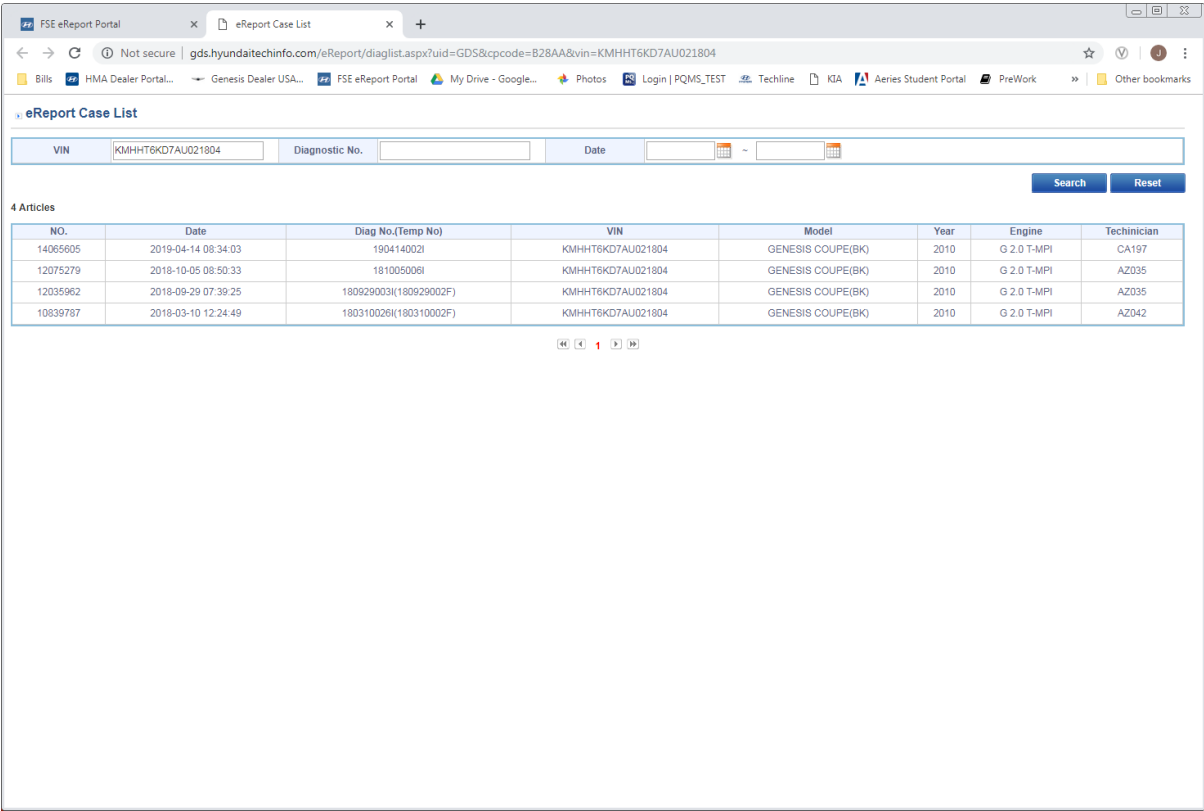 FSE eReport Portal
eReport Case List
Not secure | gds.hyundaitechinfo.com/eReport/diaglist.aspx?uid=GDS&cpcode=B28AA&vin=KMHHT6KD7AU021804
J
Bills HMA Dealer Portal... Genesis Dealer USA... FSE eReport Portal My Drive - Google... Photos Login | PQMS_TEST Techline KIA Aeries Student Portal PreWork » Other bookmarks
eReport Case List
VIN KMHHT6KD7AU021804 Diagnostic No. Date ~
Search Reset
4 Articles
NO. Date Diag No.(Temp No) VIN Model Year Engine Techinician
14065605 2019-04-14 08:34:03 190414002I KMHHT6KD7AU021804 GENESIS COUPE(BK) 2010 G 2.0 T-MPI CA197
12075279 2018-10-05 08:50:33 181005006I KMHHT6KD7AU021804 GENESIS COUPE(BK) 2010 G 2.0 T-MPI AZ035
12035962 2018-09-29 07:39:25 180929003I(180929002F) KMHHT6KD7AU021804 GENESIS COUPE(BK) 2010 G 2.0 T-MPI AZ035
10839787 2018-03-10 12:24:49 180310026I(180310002F) KMHHT6KD7AU021804 GENESIS COUPE(BK) 2010 G 2.0 T-MPI AZ042
1